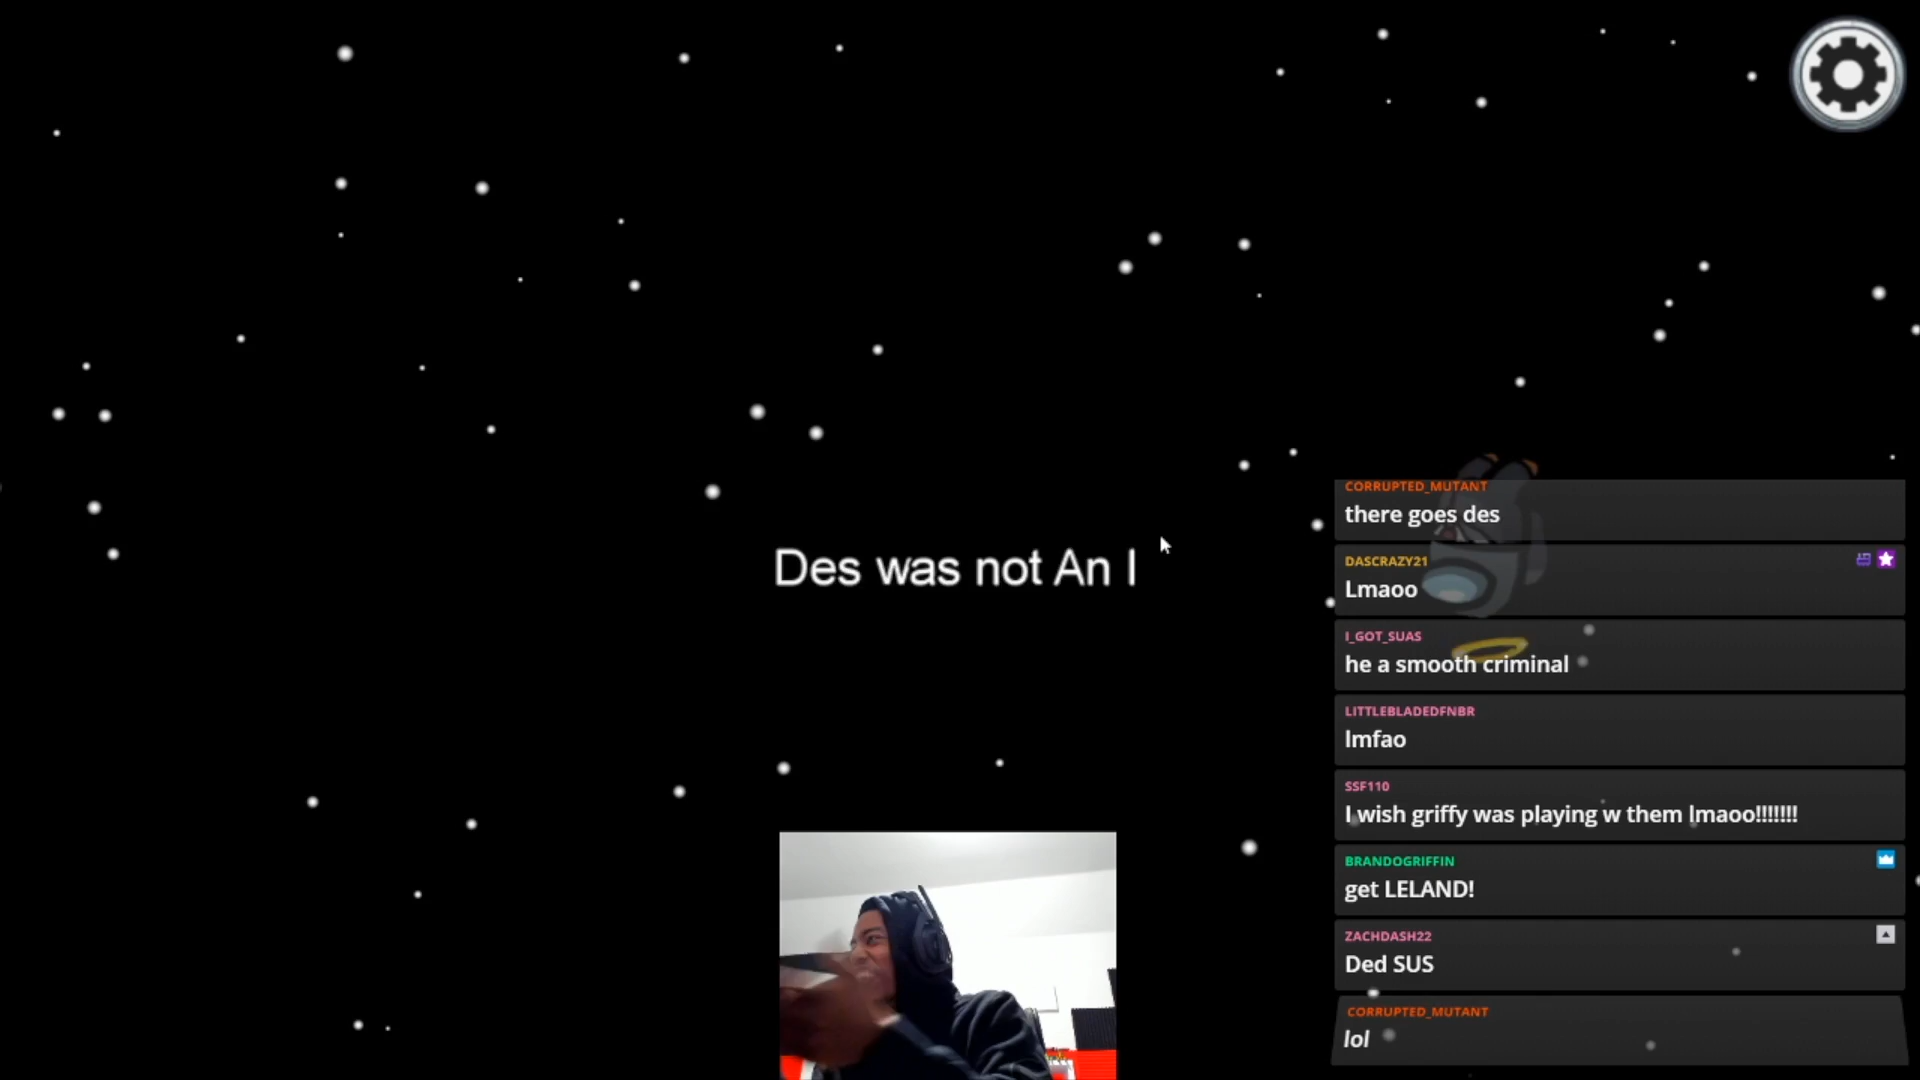 Des was not An I
CORRUPTED_MUTANT
there goes des
DASCRAZY21
Lmaoo
I_GOT_SUAS
he a smooth criminal
LITTLEBLADEDFNBR
lmfao
SSF110
I wish griffy was playing w them lmaoo!!!!!!!
BRANDOGRIFFIN
get LELAND!
ZACHDASH22
Ded SUS
CORRUPTED_MUTANT
lol